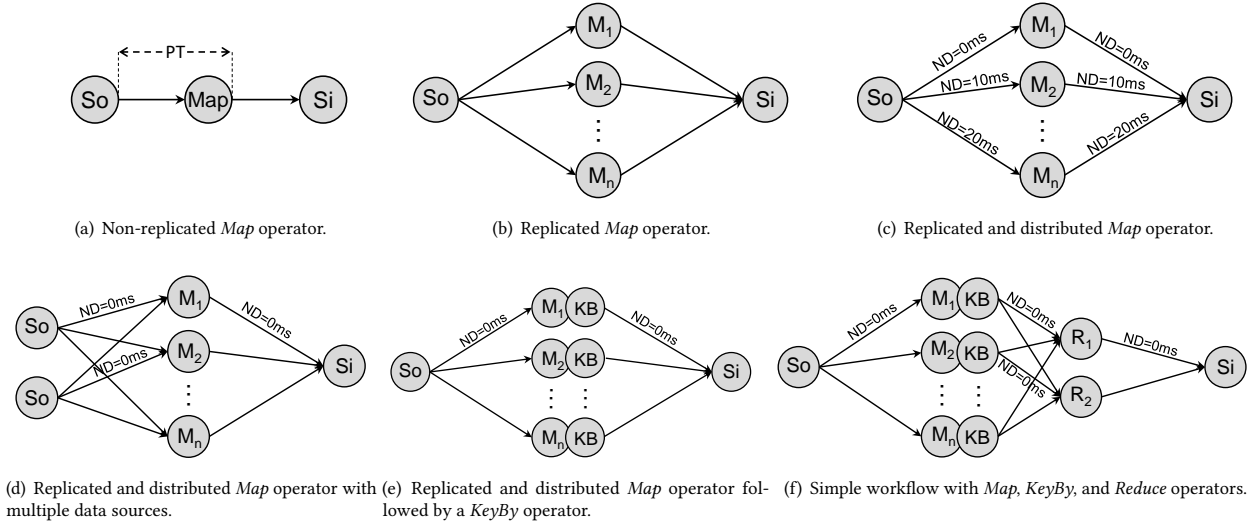 PT
So
Map
Si
(a) Non-replicated Map operator.
M1
M2
⋮
Mn
So
Si
(b) Replicated Map operator.
ND=0ms
ND=0ms
ND=10ms
ND=10ms
ND=20ms
ND=20ms
So
M1
M2
⋮
Mn
Si
(c) Replicated and distributed Map operator.
So
So
ND=0ms
ND=0ms
ND=0ms
M1
M2
⋮
Mn
Si
(d) Replicated and distributed Map operator with
multiple data sources.
So
ND=0ms
M1 KB
M2 KB
⋮ ⋮
Mn KB
ND=0ms
Si
(e) Replicated and distributed Map operator fol-
lowed by a KeyBy operator.
So
ND=0ms
M1 KB
M2 KB
⋮ ⋮
Mn KB
ND=0ms
ND=0ms
R1
R2
ND=0ms
Si
(f) Simple workflow with Map, KeyBy, and Reduce operators.